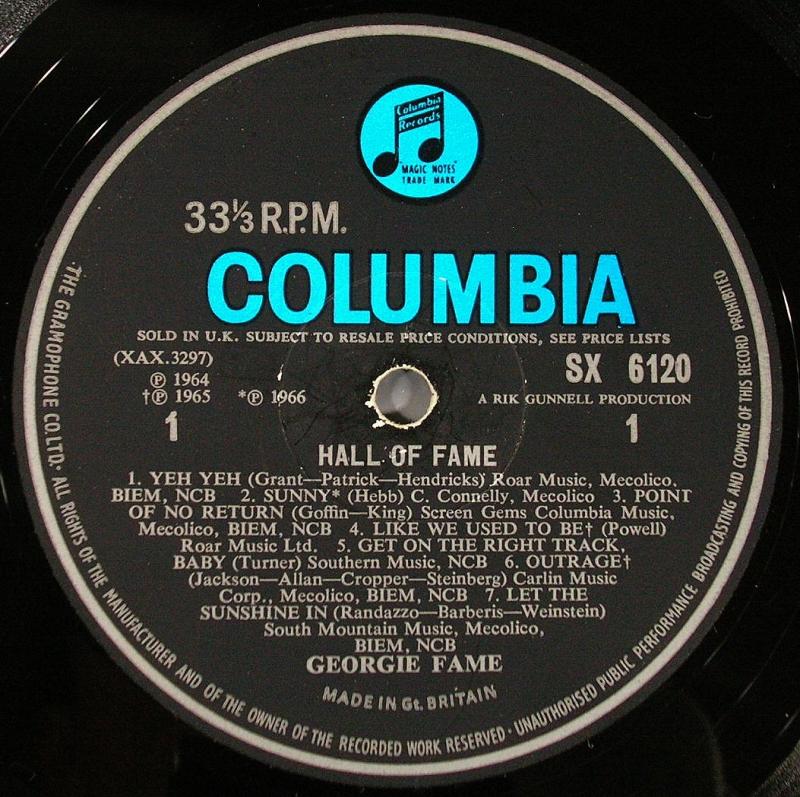 Columbia
Records
"MAGIC NOTES"
TRADE MARK
33⅓ R.P.M.
COLUMBIA
SOLD IN U.K. SUBJECT TO RESALE PRICE CONDITIONS, SEE PRICE LISTS
(XAX.3297)
SX 6120
Ⓟ 1964
†Ⓟ 1965 *Ⓟ 1966
A RIK GUNNELL PRODUCTION
1
1
HALL OF FAME
1. YEH YEH (Grant—Patrick—Hendricks) Roar Music, Mecolico,
BIEM, NCB 2. SUNNY* (Hebb) C. Connelly, Mecolico 3. POINT
OF NO RETURN (Goffin—King) Screen Gems Columbia Music,
Mecolico, BIEM, NCB 4. LIKE WE USED TO BE† (Powell)
Roar Music Ltd. 5. GET ON THE RIGHT TRACK,
BABY (Turner) Southern Music, NCB 6. OUTRAGE†
(Jackson—Allan—Cropper—Steinberg) Carlin Music
Corp., Mecolico, BIEM, NCB 7. LET THE
SUNSHINE IN (Randazzo—Barberis—Weinstein)
South Mountain Music, Mecolico,
BIEM, NCB
GEORGIE FAME
MADE IN Gt. BRITAIN
THE GRAMOPHONE CO. LTD. · ALL RIGHTS OF THE MANUFACTURER AND OF THE OWNER OF THE RECORDED WORK RESERVED · UNAUTHORISED PUBLIC PERFORMANCE BROADCASTING AND COPYING OF THIS RECORD PROHIBITED